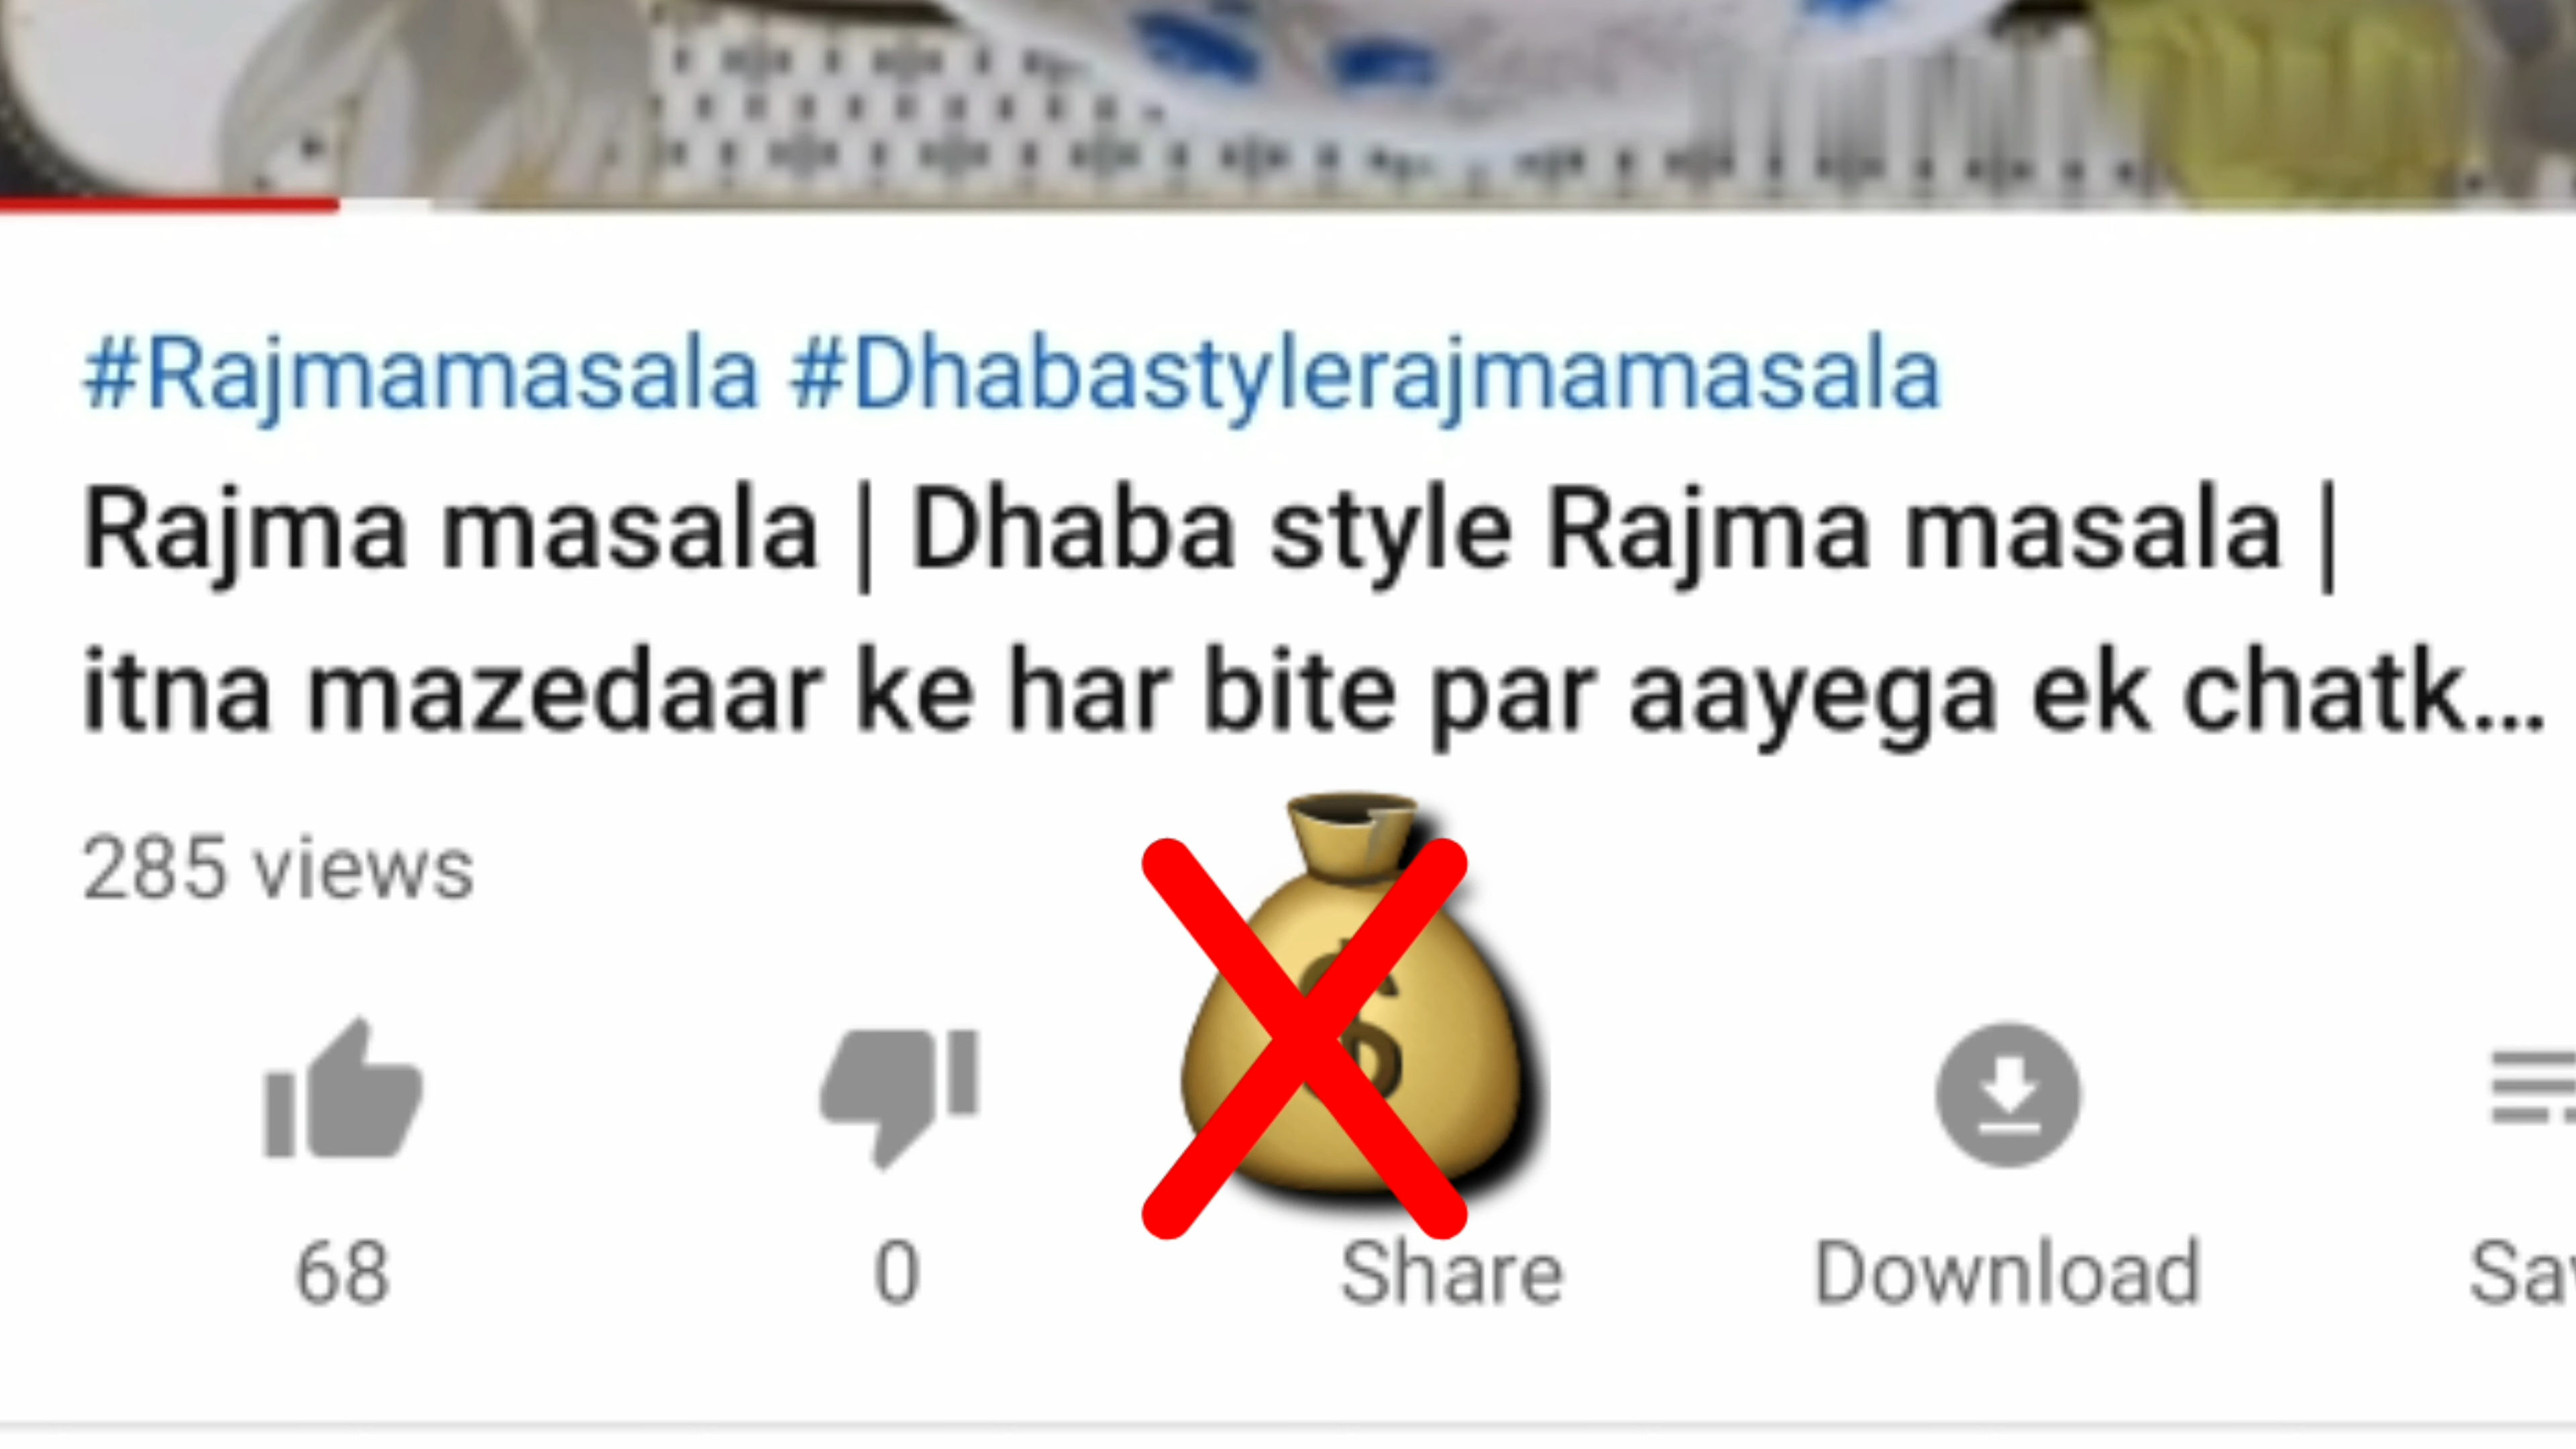 #Rajmamasala #Dhabastylerajmamasala
Rajma masala | Dhaba style Rajma masala |
itna mazedaar ke har bite par aayega ek chatk...
285 views
$
68 0 Share Download Sav